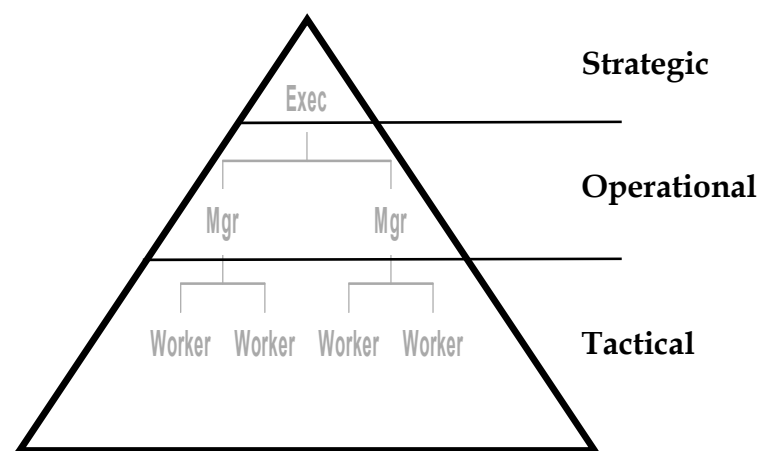 Strategic
Exec
Operational
Mgr Mgr
Worker Worker Worker Worker
Tactical